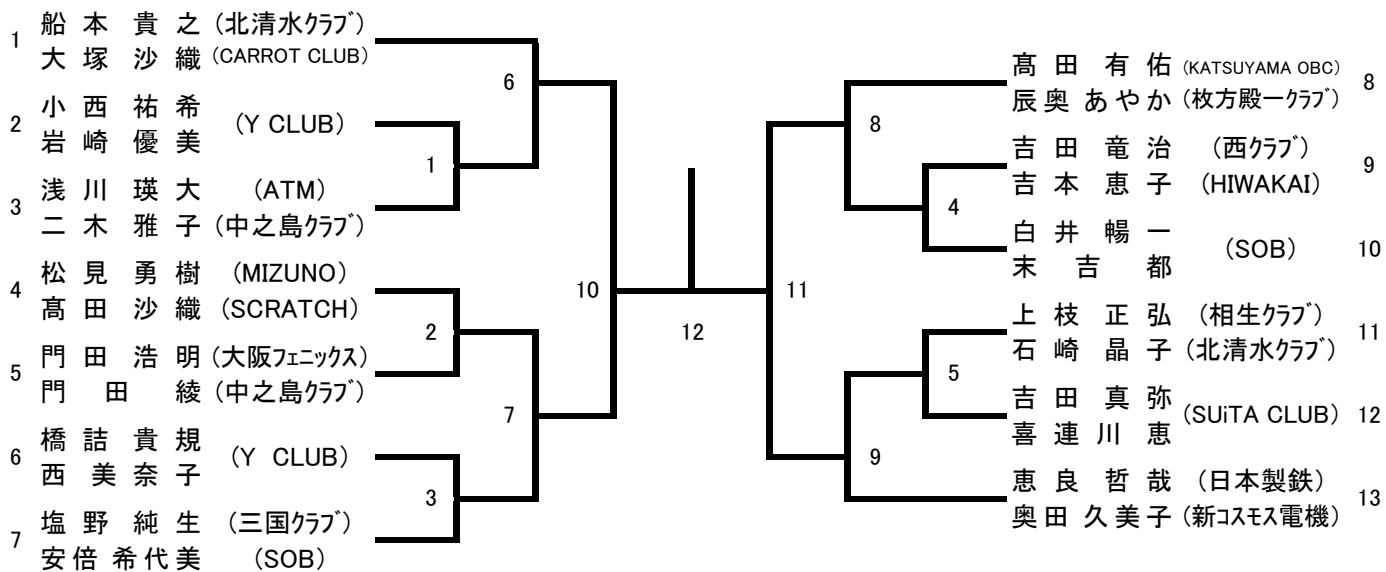 1 船本貴之 (北清水クラブ)
大塚沙織 (CARROT CLUB)
2 小西祐希 (Y CLUB)
岩崎優美
3 浅川瑛大 (ATM)
二木雅子 (中之島クラブ)
4 松見勇樹 (MIZUNO)
髙田沙織 (SCRATCH)
5 門田浩明 (大阪フェニックス)
門田綾 (中之島クラブ)
6 橋詰貴規 (Y CLUB)
西美奈子
7 塩野純生 (三国クラブ)
安倍希代美 (SOB)
6
1
2
7
3
10
12
11
8
4
5
9
髙田有佑 (KATSUYAMA OBC) 8
辰奥あやか (枚方殿一クラブ)
吉田竜治 (西クラブ) 9
吉本恵子 (HIWAKAI)
白井暢一 (SOB) 10
末吉都
上枝正弘 (相生クラブ) 11
石崎晶子 (北清水クラブ)
吉田真弥 (SUiTA CLUB) 12
喜連川恵
恵良哲哉 (日本製鉄) 13
奥田久美子 (新コスモス電機)